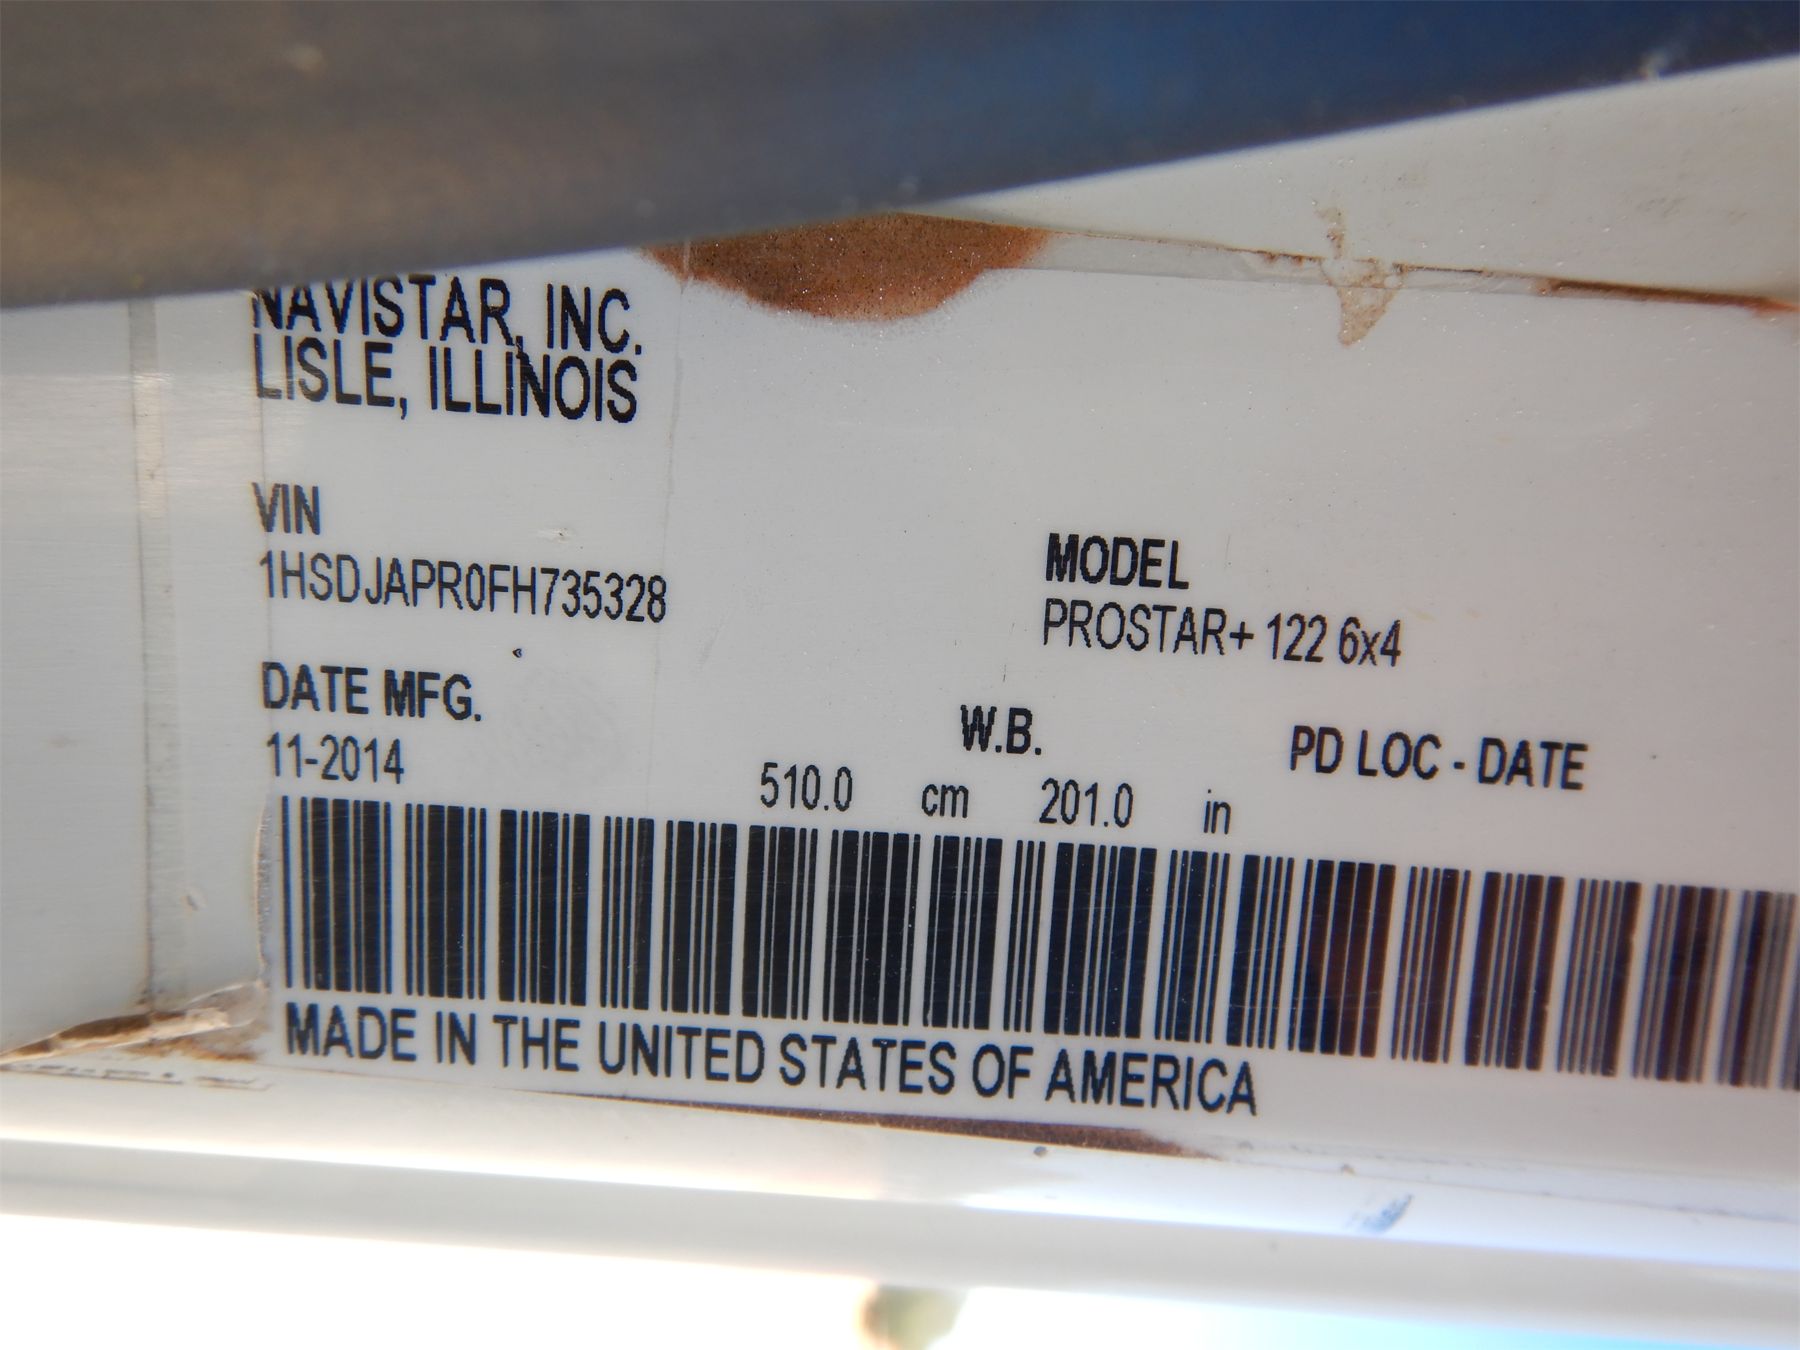 NAVISTAR, INC.
LISLE, ILLINOIS
VIN
1HSDJAPR0FH735328
MODEL
PROSTAR+ 122 6x4
DATE MFG.
11-2014
W.B.
510.0 cm 201.0 in
PD LOC - DATE
MADE IN THE UNITED STATES OF AMERICA